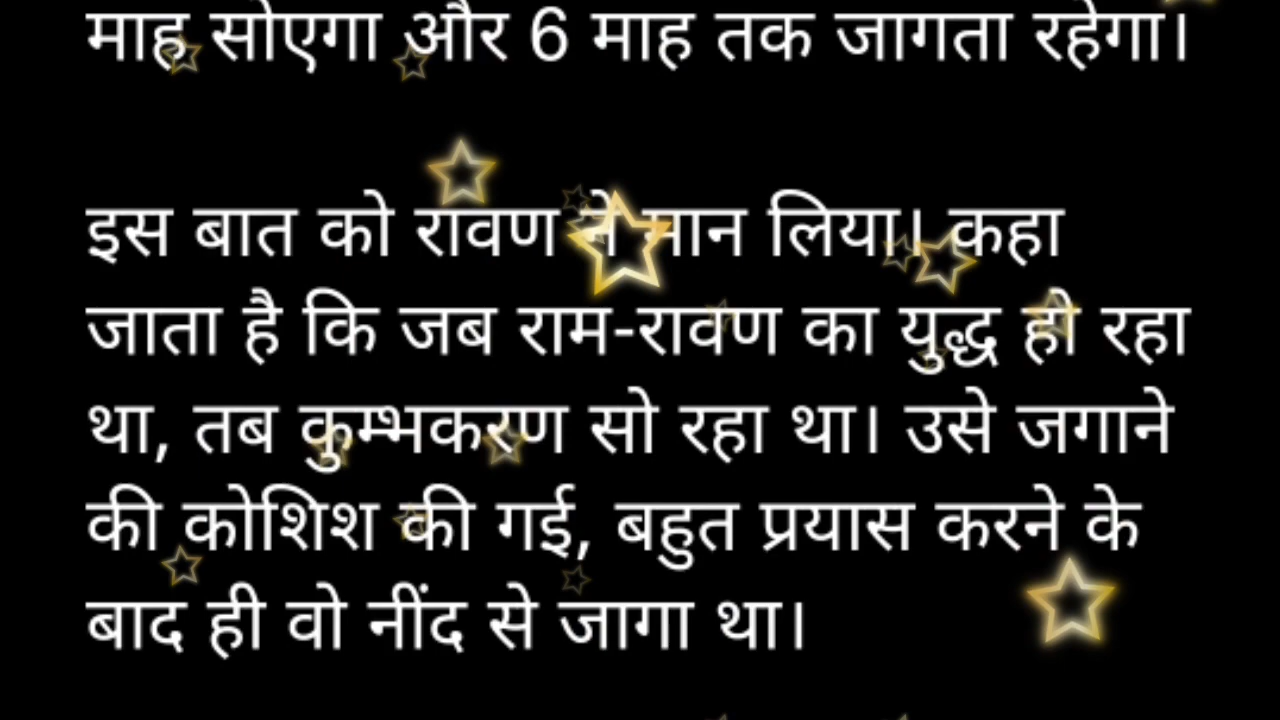 माह सोएगा और 6 माह तक जागता रहेगा।
इस बात को रावण ने मान लिया। कहा
जाता है कि जब राम-रावण का युद्ध हो रहा
था, तब कुम्भकरण सो रहा था। उसे जगाने
की कोशिश की गई, बहुत प्रयास करने के
बाद ही वो नींद से जागा था।